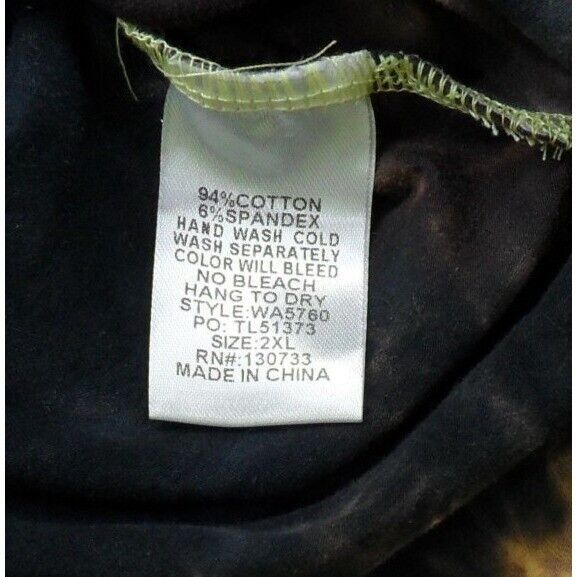 94%COTTON
6%SPANDEX
HAND WASH COLD
WASH SEPARATELY
COLOR WILL BLEED
NO BLEACH
HANG TO DRY
STYLE:WA5760
PO: TL51373
SIZE:2XL
RN#:130733
MADE IN CHINA